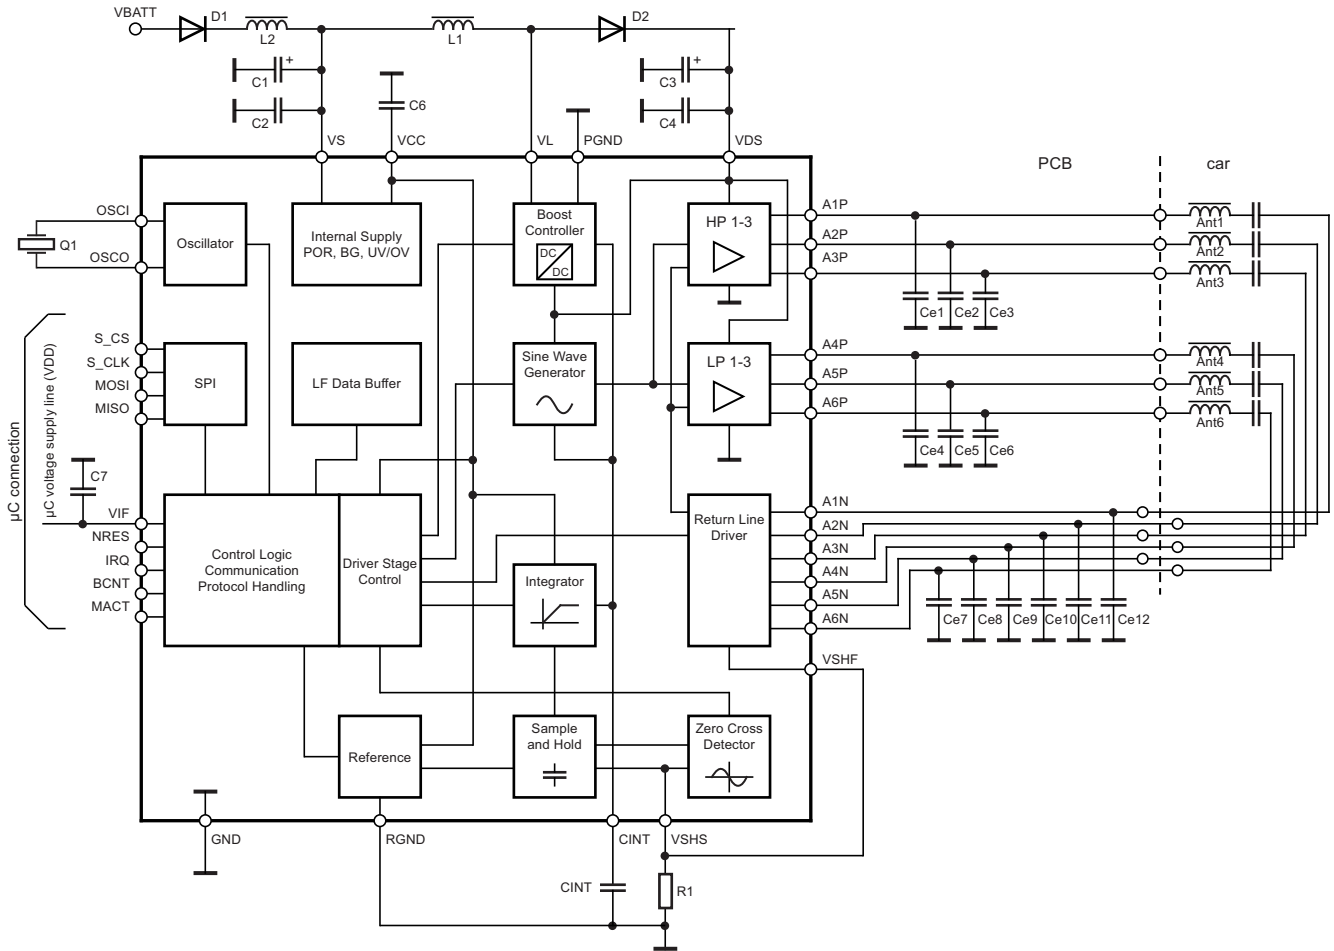 VBATT
D1
L2
L1
D2
C1
+
C2
C6
C3
+
C4
VS
VCC
VL
PGND
VDS
PCB
car
OSCI
Q1
OSCO
Oscillator
Internal Supply
POR, BG, UV/OV
Boost
Controller
DC
DC
HP 1-3
A1P
A2P
A3P
Ant1
Ant2
Ant3
Ce1
Ce2
Ce3
µC connection
µC voltage supply line (VDD)
S_CS
S_CLK
MOSI
MISO
SPI
LF Data Buffer
Sine Wave
Generator
LP 1-3
A4P
A5P
A6P
Ant4
Ant5
Ant6
Ce4
Ce5
Ce6
C7
VIF
NRES
IRQ
BCNT
MACT
Control Logic
Communication
Protocol Handling
Driver Stage
Control
Integrator
Return Line
Driver
A1N
A2N
A3N
A4N
A5N
A6N
Ce7
Ce8
Ce9
Ce10
Ce11
Ce12
VSHF
Reference
Sample
and Hold
Zero Cross
Detector
GND
RGND
CINT
VSHS
CINT
R1